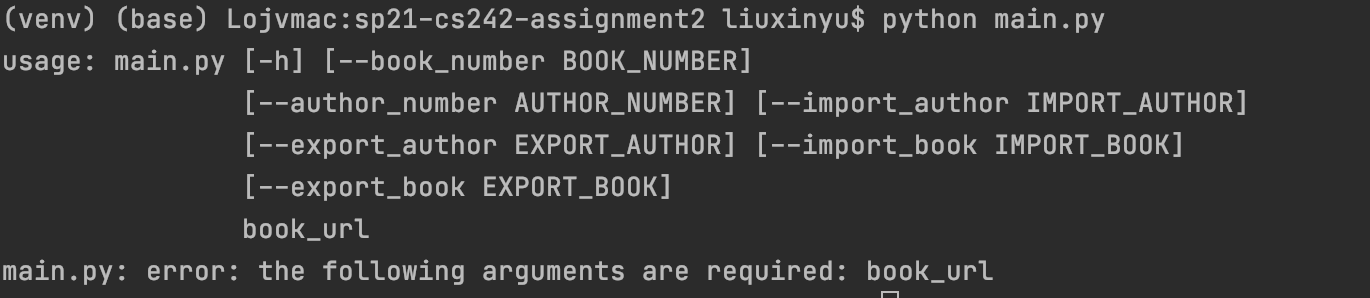 (venv) (base) Lojvmac:sp21-cs242-assignment2 liuxinyu$ python main.py
usage: main.py [-h] [--book_number BOOK_NUMBER]
               [--author_number AUTHOR_NUMBER] [--import_author IMPORT_AUTHOR]
               [--export_author EXPORT_AUTHOR] [--import_book IMPORT_BOOK]
               [--export_book EXPORT_BOOK]
               book_url
main.py: error: the following arguments are required: book_url